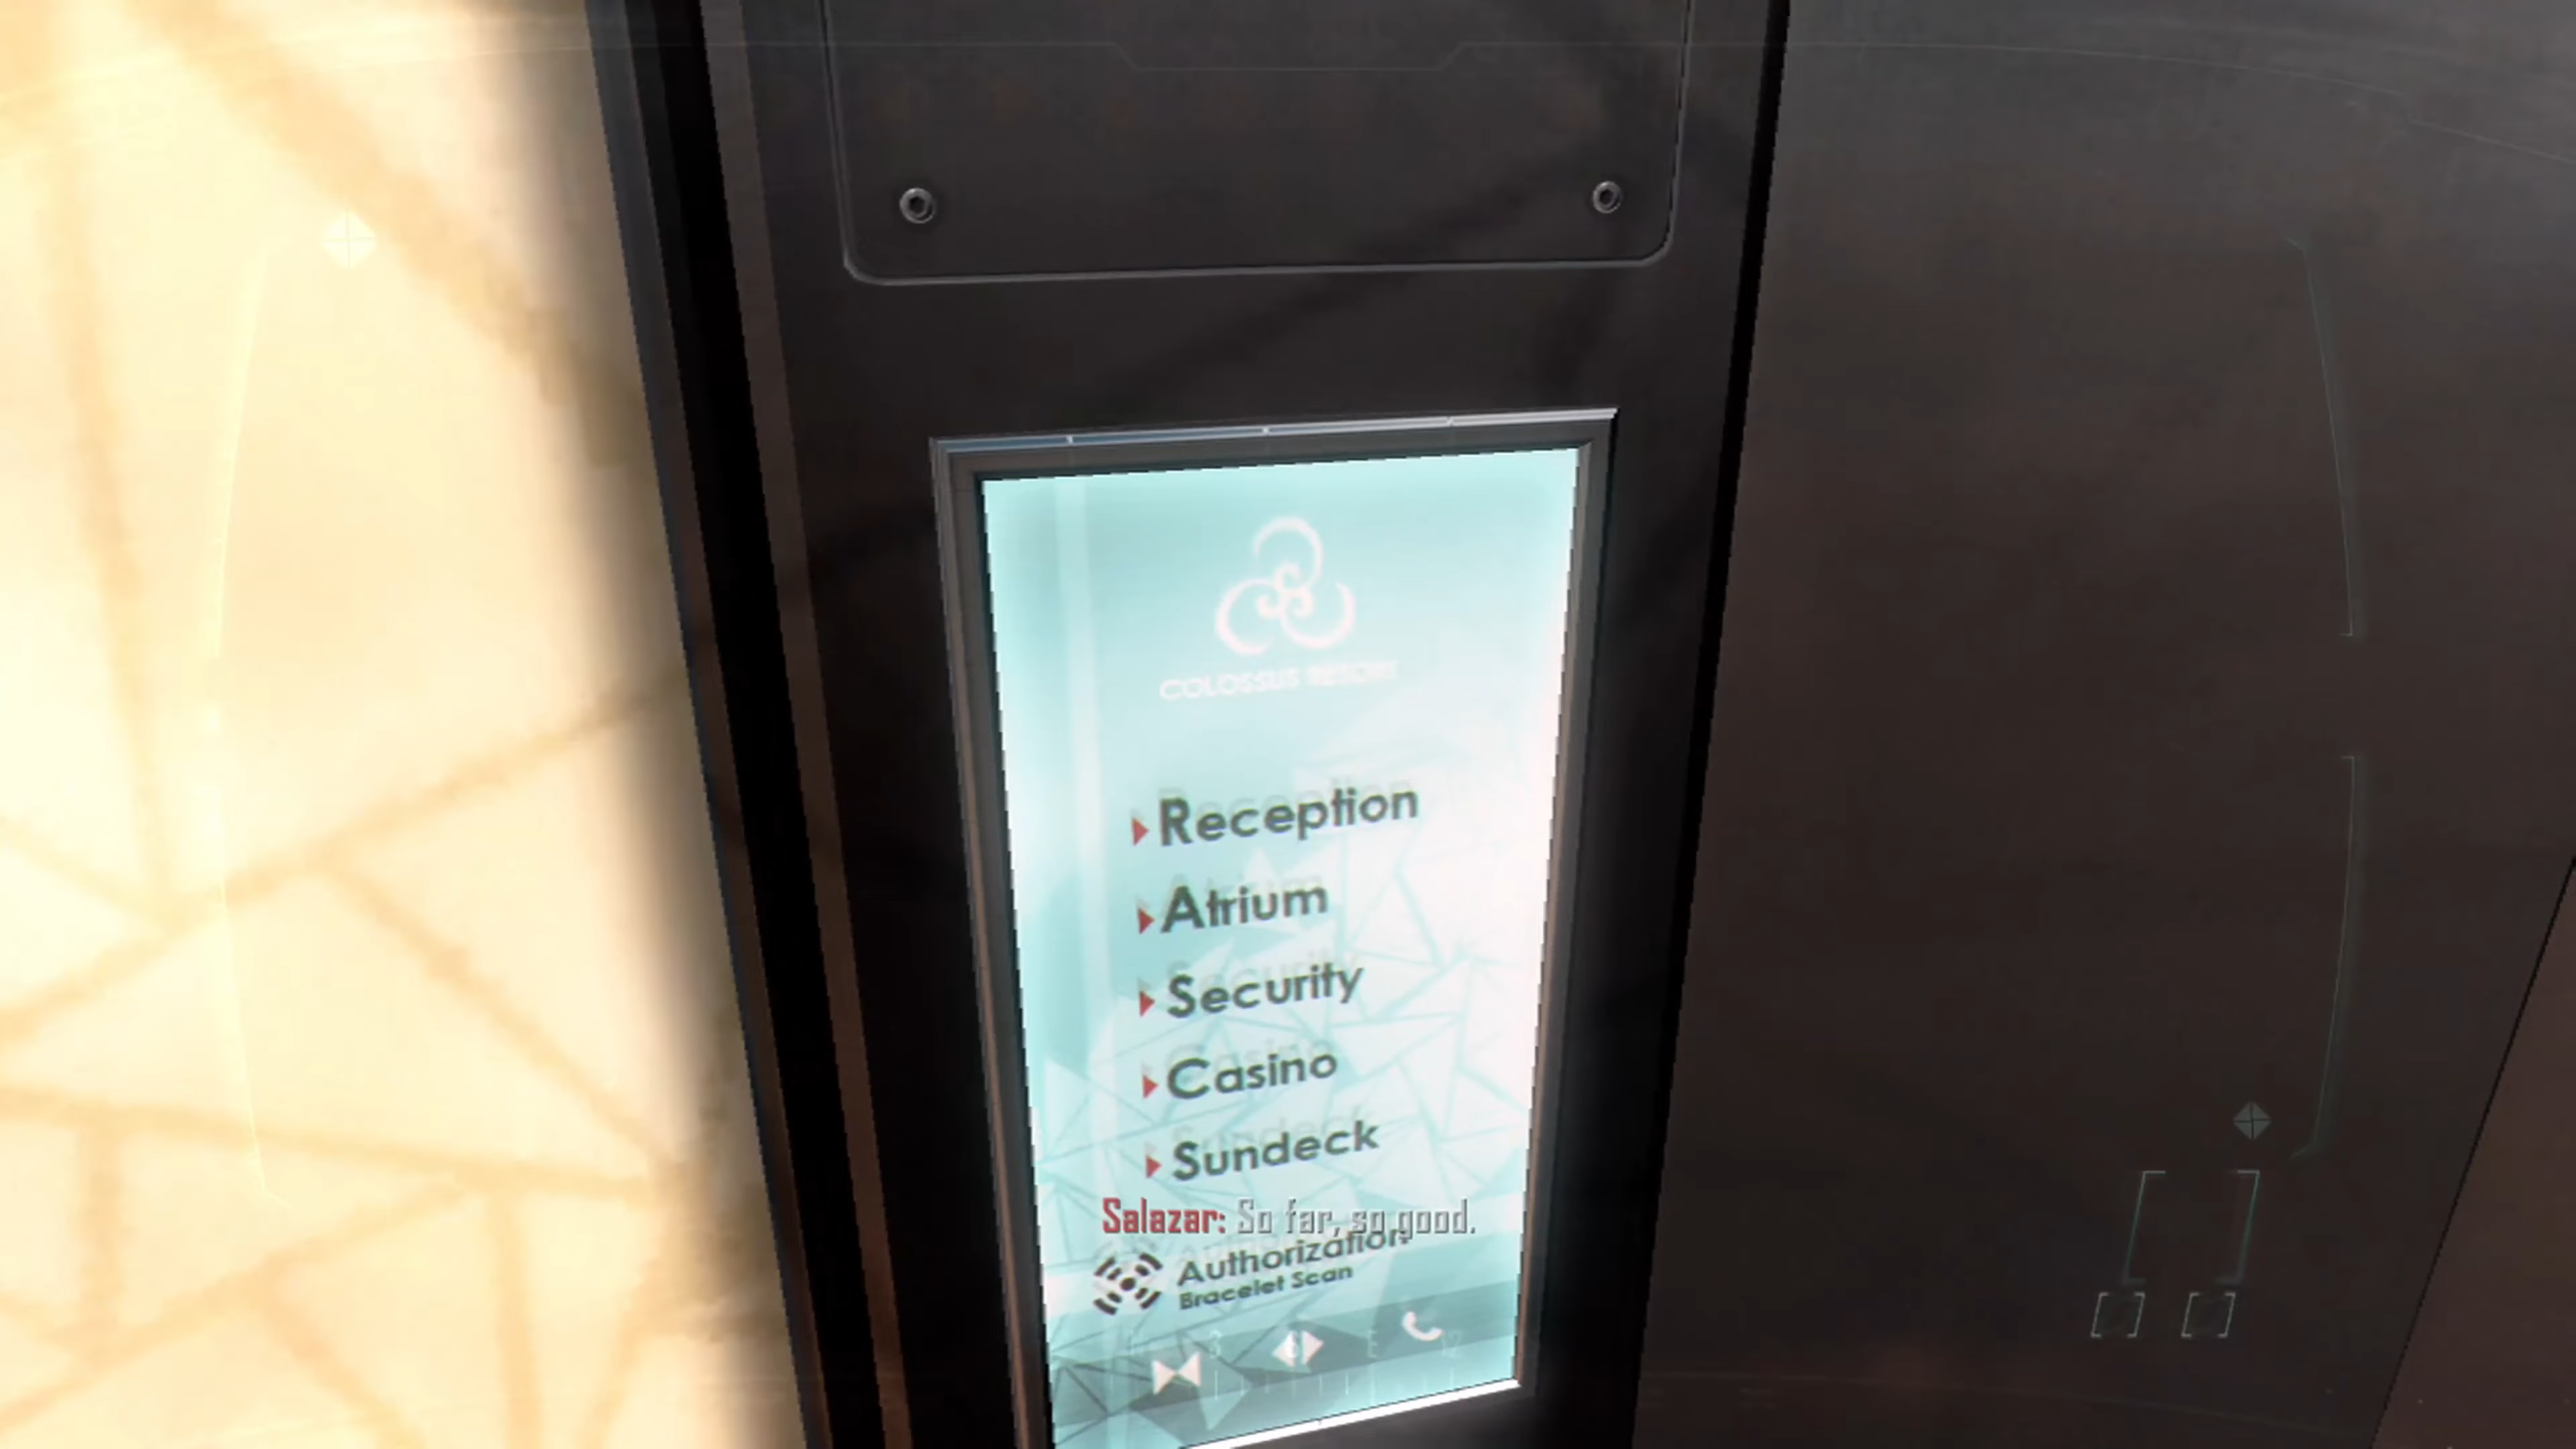 COLOSSUS RESORT
Reception
Atrium
Security
Casino
Sundeck
Salazar: So far, so good.
Authorization
Bracelet Scan